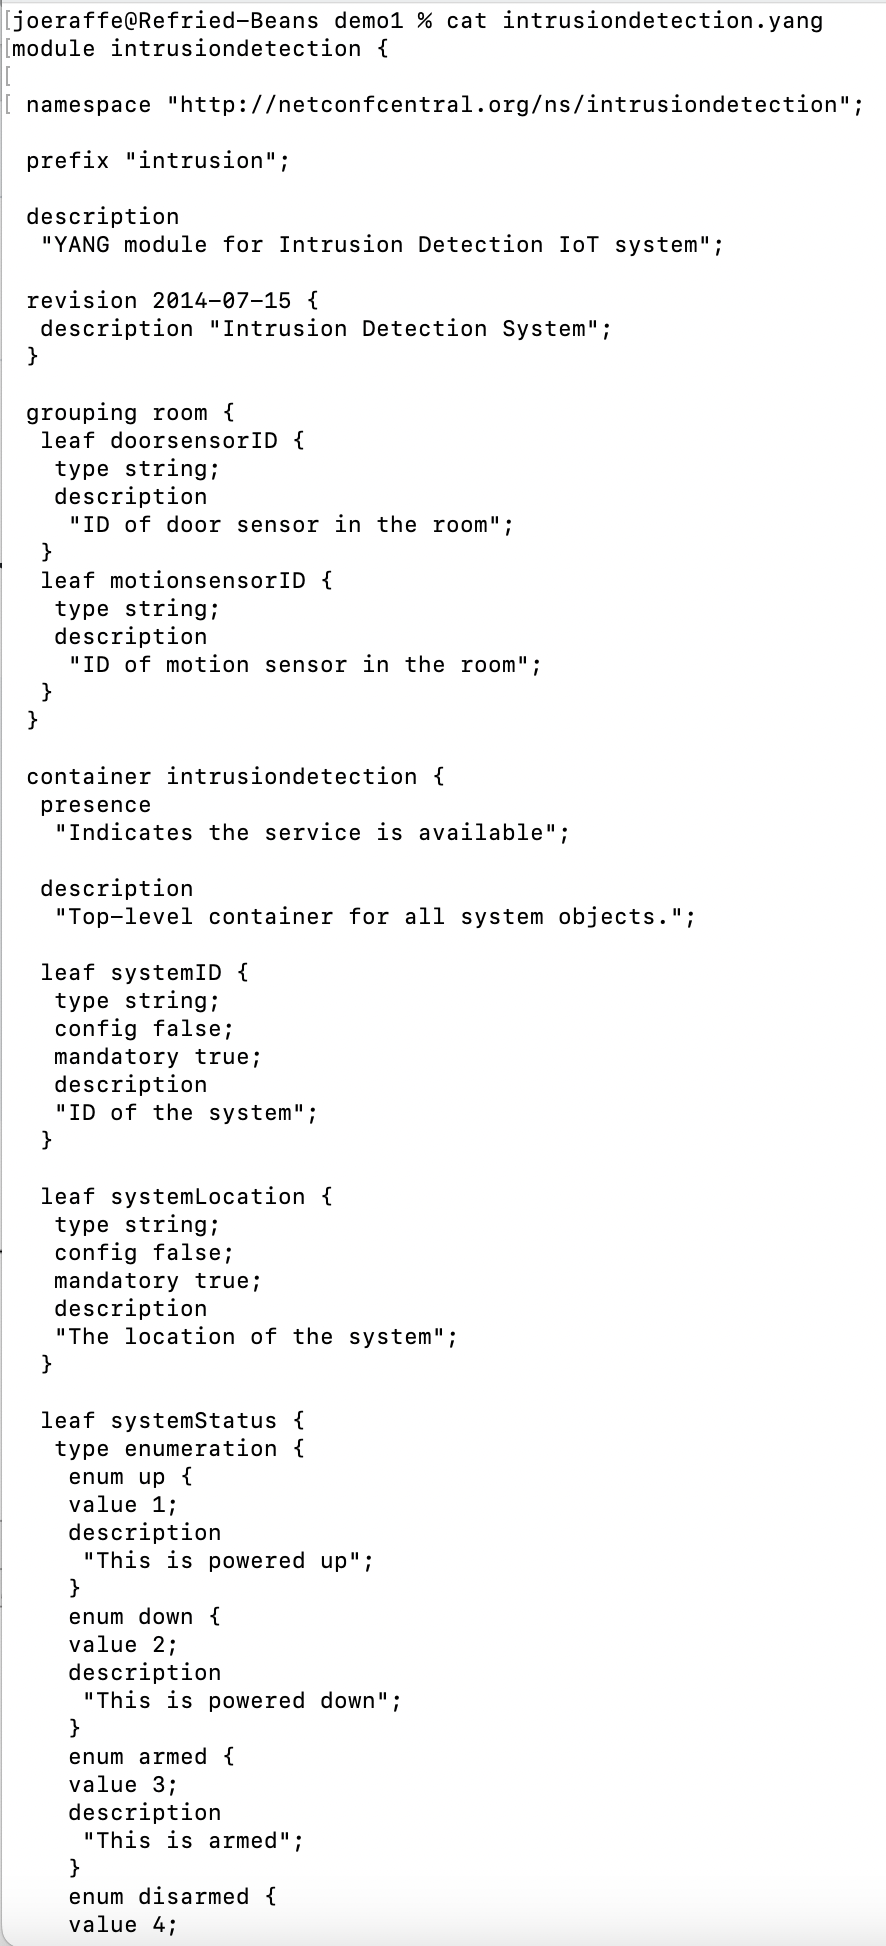 [joeraffe@Refried-Beans demo1 % cat intrusiondetection.yang
[module intrusiondetection {
[
[ namespace "http://netconfcentral.org/ns/intrusiondetection";
prefix "intrusion";
description
"YANG module for Intrusion Detection IoT system";
revision 2014-07-15 {
description "Intrusion Detection System";
}
grouping room {
leaf doorsensorID {
type string;
description
"ID of door sensor in the room";
}
leaf motionsensorID {
type string;
description
"ID of motion sensor in the room";
}
}
container intrusiondetection {
presence
"Indicates the service is available";
description
"Top-level container for all system objects.";
leaf systemID {
type string;
config false;
mandatory true;
description
"ID of the system";
}
leaf systemLocation {
type string;
config false;
mandatory true;
description
"The location of the system";
}
leaf systemStatus {
type enumeration {
enum up {
value 1;
description
"This is powered up";
}
enum down {
value 2;
description
"This is powered down";
}
enum armed {
value 3;
description
"This is armed";
}
enum disarmed {
value 4;